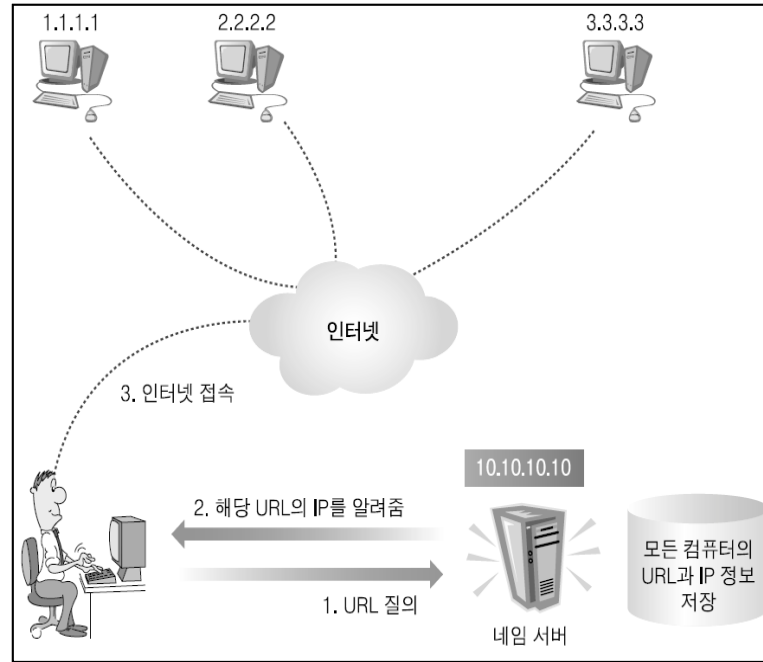 1.1.1.1
2.2.2.2
3.3.3.3
인터넷
3. 인터넷 접속
10.10.10.10
2. 해당 URL의 IP를 알려줌
모든 컴퓨터의
URL과 IP 정보
저장
1. URL 질의
네임 서버